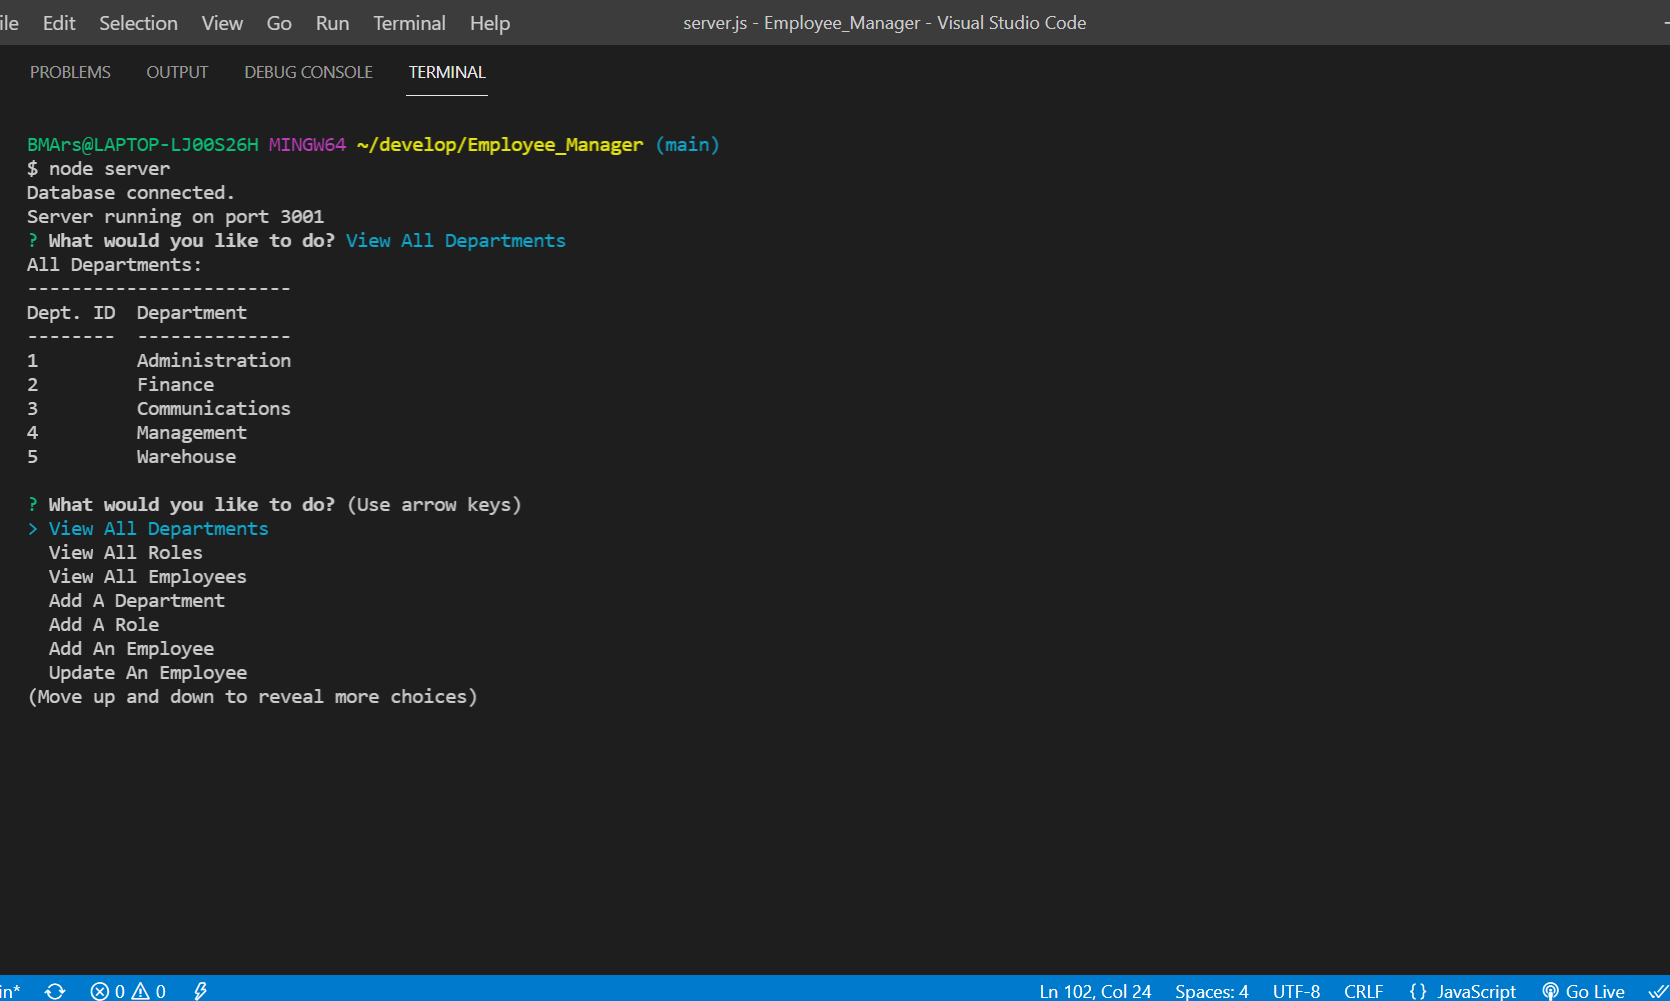 ile Edit Selection View Go Run Terminal Help server.js - Employee_Manager - Visual Studio Code
PROBLEMS OUTPUT DEBUG CONSOLE TERMINAL
BMArs@LAPTOP-LJ00S26H MINGW64 ~/develop/Employee_Manager (main)
$ node server
Database connected.
Server running on port 3001
? What would you like to do? View All Departments
All Departments:
------------------------
Dept. ID  Department
--------  --------------
1         Administration
2         Finance
3         Communications
4         Management
5         Warehouse
? What would you like to do? (Use arrow keys)
> View All Departments
  View All Roles
  View All Employees
  Add A Department
  Add A Role
  Add An Employee
  Update An Employee
(Move up and down to reveal more choices)
in* 0 0 Ln 102, Col 24 Spaces: 4 UTF-8 CRLF {} JavaScript Go Live